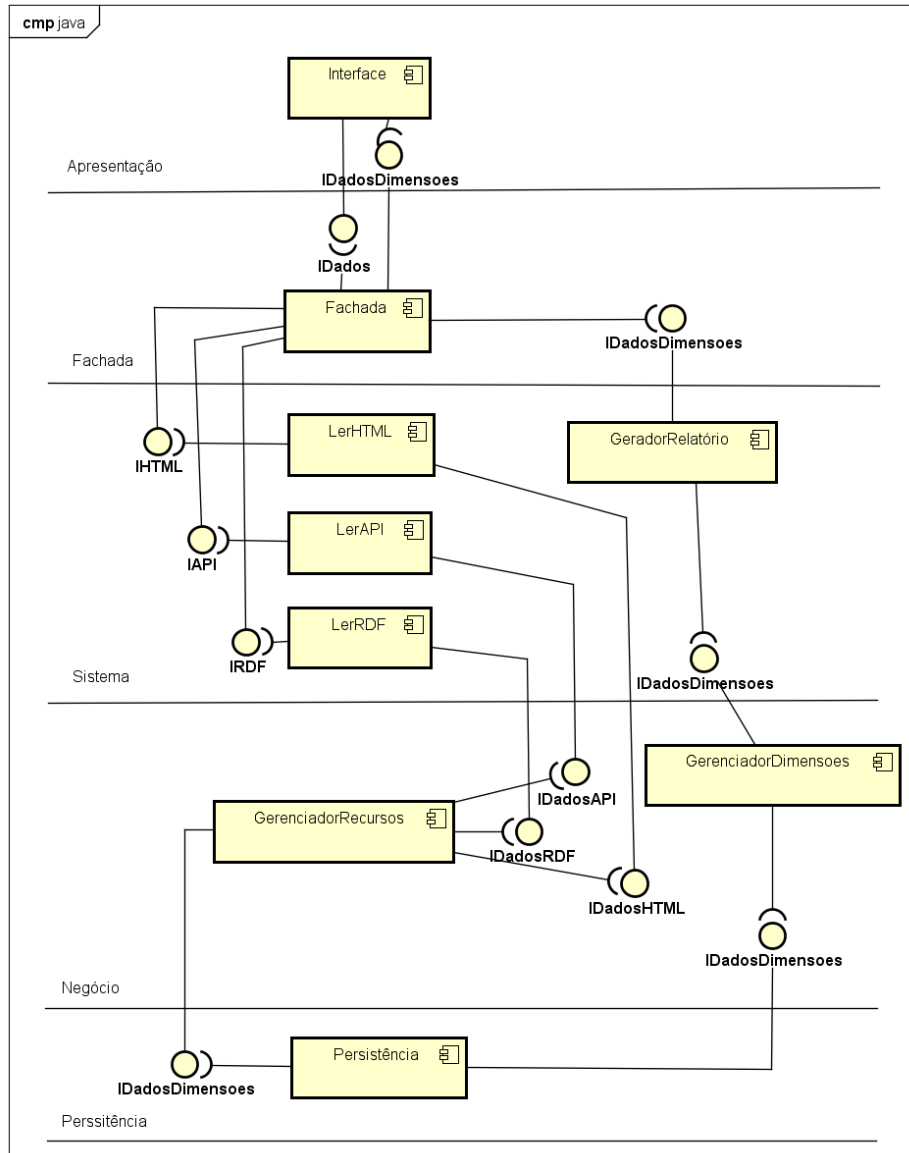 cmp java
Interface
Apresentação
IDadosDimensoes
IDados
Fachada
IDadosDimensoes
Fachada
LerHTML
GeradorRelatório
IHTML
LerAPI
IAPI
LerRDF
IRDF
IDadosDimensoes
Sistema
GerenciadorDimensoes
IDadosAPI
GerenciadorRecursos
IDadosRDF
IDadosHTML
IDadosDimensoes
Negócio
Persistência
IDadosDimensoes
Perssitência